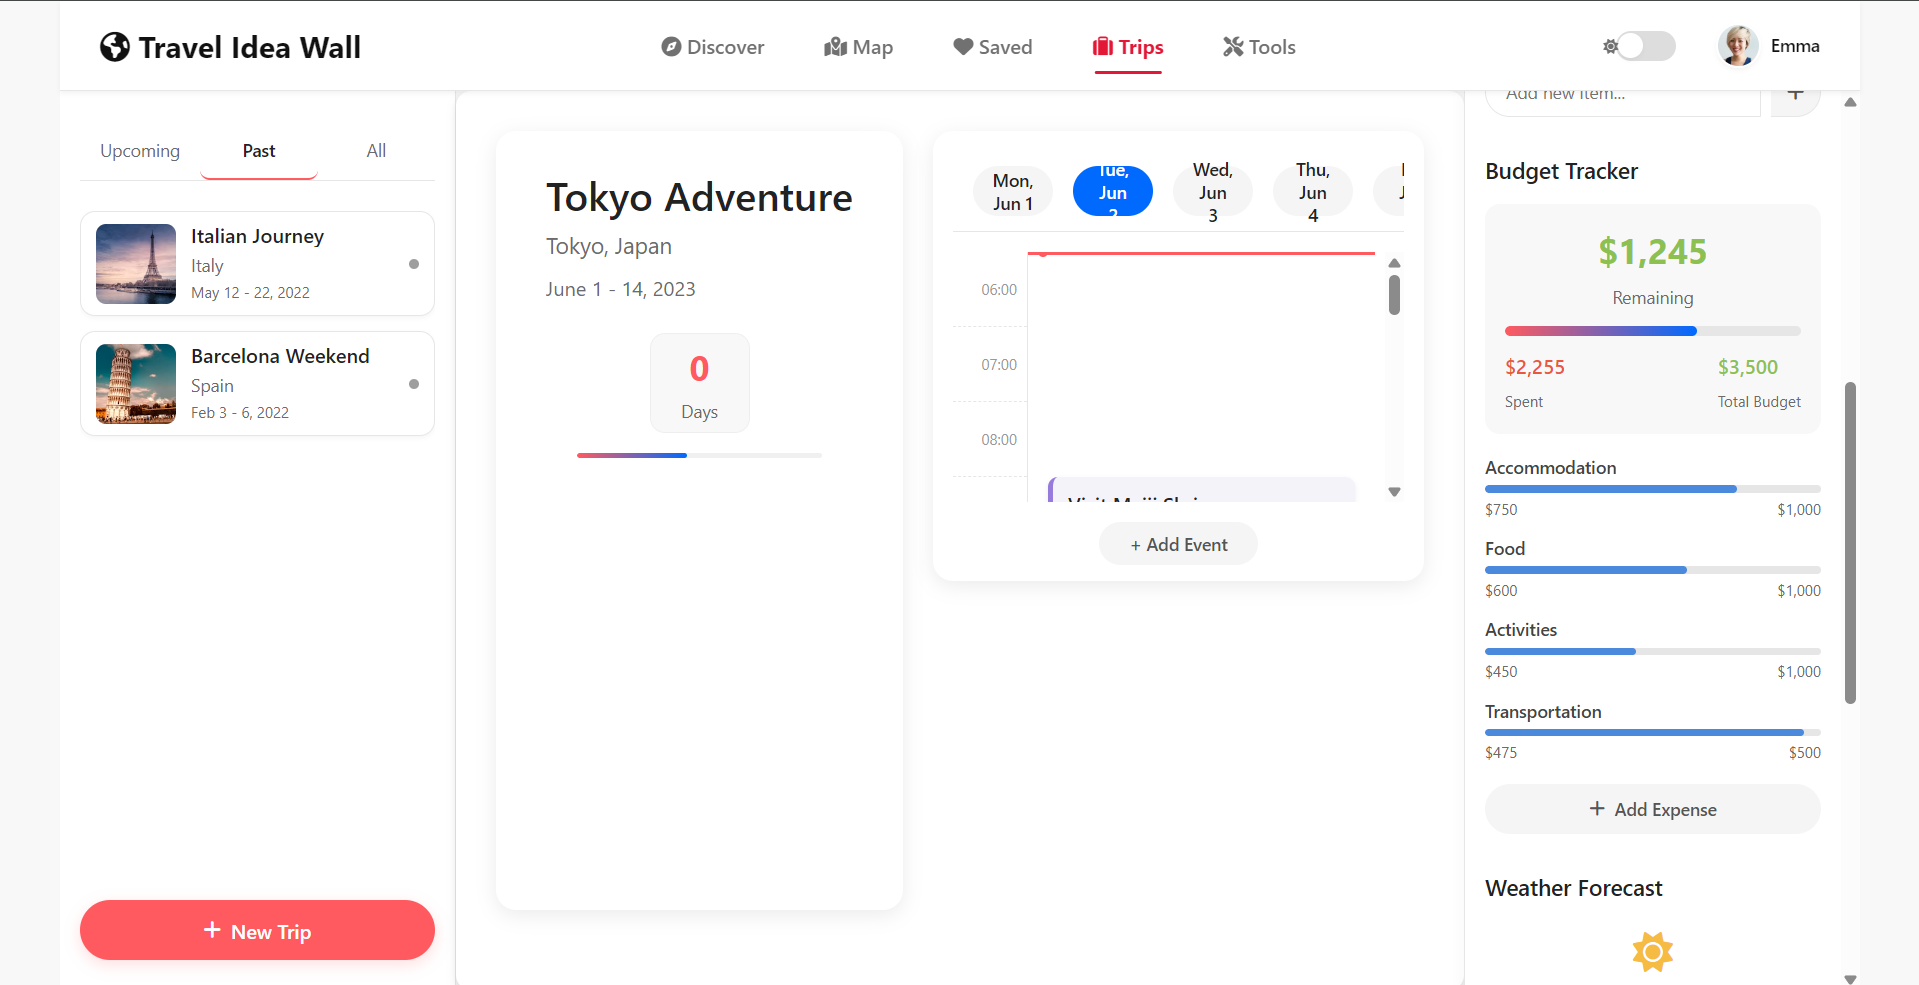 Travel Idea Wall
Discover
Map
Saved
Trips
Tools
Emma
Upcoming
Past
All
Italian Journey
Italy
May 12 - 22, 2022
Barcelona Weekend
Spain
Feb 3 - 6, 2022
+ New Trip
Tokyo Adventure
Tokyo, Japan
June 1 - 14, 2023
0
Days
Mon,
Jun 1
Tue,
Jun
2
Wed,
Jun
3
Thu,
Jun
4
06:00
07:00
08:00
Visit Meiji
+ Add Event
Add new item...
+
Budget Tracker
$1,245
Remaining
$2,255
$3,500
Spent
Total Budget
Accommodation
$750
$1,000
Food
$600
$1,000
Activities
$450
$1,000
Transportation
$475
$500
+ Add Expense
Weather Forecast